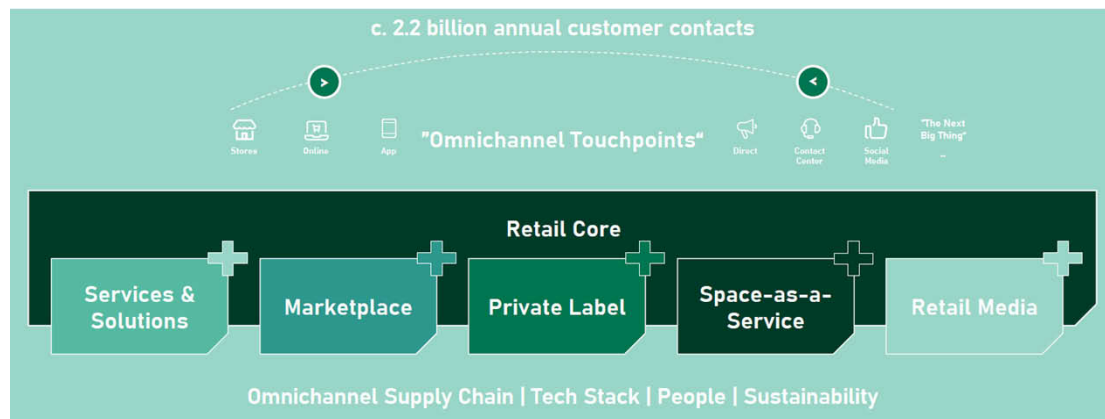 c. 2.2 billion annual customer contacts
>
<
Stores
Online
App
"Omnichannel Touchpoints“
Direct
Contact
Center
Social
Media
"The Next
Big Thing“
...
Retail Core
Services &
Solutions
Marketplace
Private Label
Space-as-a-
Service
Retail Media
Omnichannel Supply Chain | Tech Stack | People | Sustainability